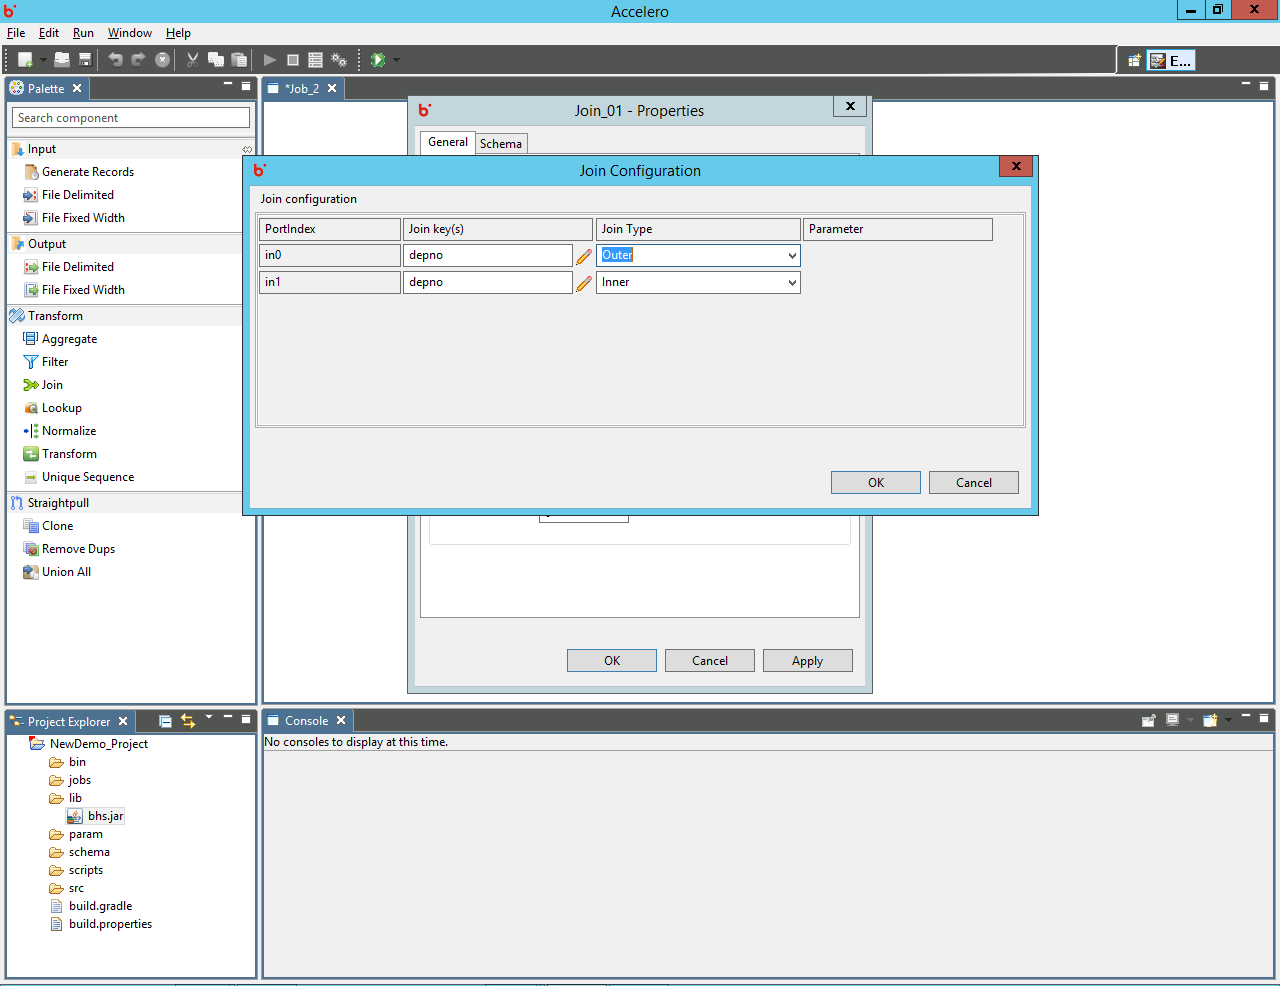 Accelero
File Edit Run Window Help
E...
Palette
*Job_2
Search component
Input
Generate Records
File Delimited
File Fixed Width
Output
File Delimited
File Fixed Width
Transform
Aggregate
Filter
Join
Lookup
Normalize
Transform
Unique Sequence
Straightpull
Clone
Remove Dups
Union All
Join_01 - Properties
General Schema
Join Configuration
Join configuration
PortIndex Join key(s) Join Type Parameter
in0 depno Outer
in1 depno Inner
OK Cancel
OK Cancel Apply
Project Explorer
NewDemo_Project
bin
jobs
lib
bhs.jar
param
schema
scripts
src
build.gradle
build.properties
Console
No consoles to display at this time.